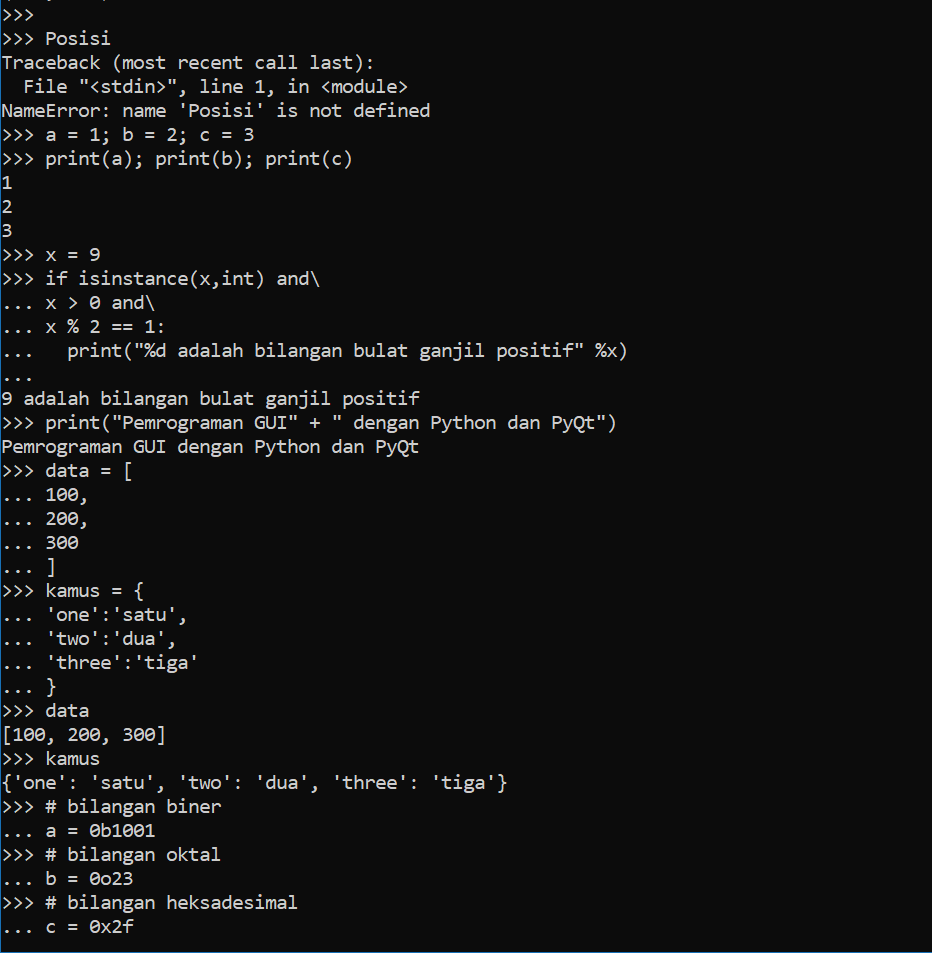 >>>
>>> Posisi
Traceback (most recent call last):
  File "<stdin>", line 1, in <module>
NameError: name 'Posisi' is not defined
>>> a = 1; b = 2; c = 3
>>> print(a); print(b); print(c)
1
2
3
>>> x = 9
>>> if isinstance(x,int) and\
... x > 0 and\
... x % 2 == 1:
...   print("%d adalah bilangan bulat ganjil positif" %x)
...
9 adalah bilangan bulat ganjil positif
>>> print("Pemrograman GUI" + " dengan Python dan PyQt")
Pemrograman GUI dengan Python dan PyQt
>>> data = [
... 100,
... 200,
... 300
... ]
>>> kamus = {
... 'one':'satu',
... 'two':'dua',
... 'three':'tiga'
... }
>>> data
[100, 200, 300]
>>> kamus
{'one': 'satu', 'two': 'dua', 'three': 'tiga'}
>>> # bilangan biner
... a = 0b1001
>>> # bilangan oktal
... b = 0o23
>>> # bilangan heksadesimal
... c = 0x2f